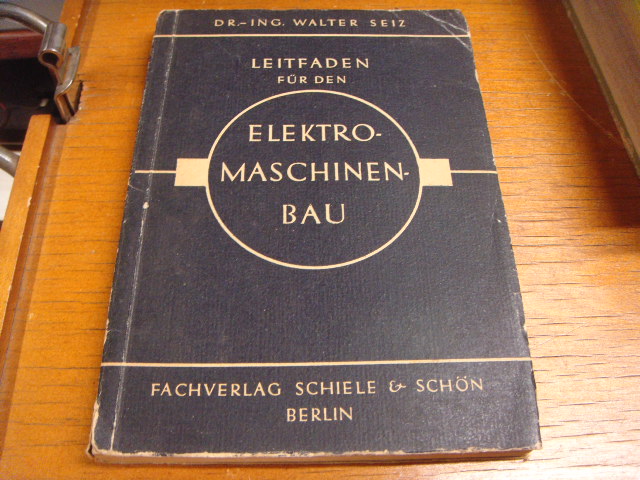 DR.-ING. WALTER SEIZ
LEITFADEN
FÜR DEN
ELEKTRO-
MASCHINEN-
BAU
FACHVERLAG SCHIELE & SCHÖN
BERLIN